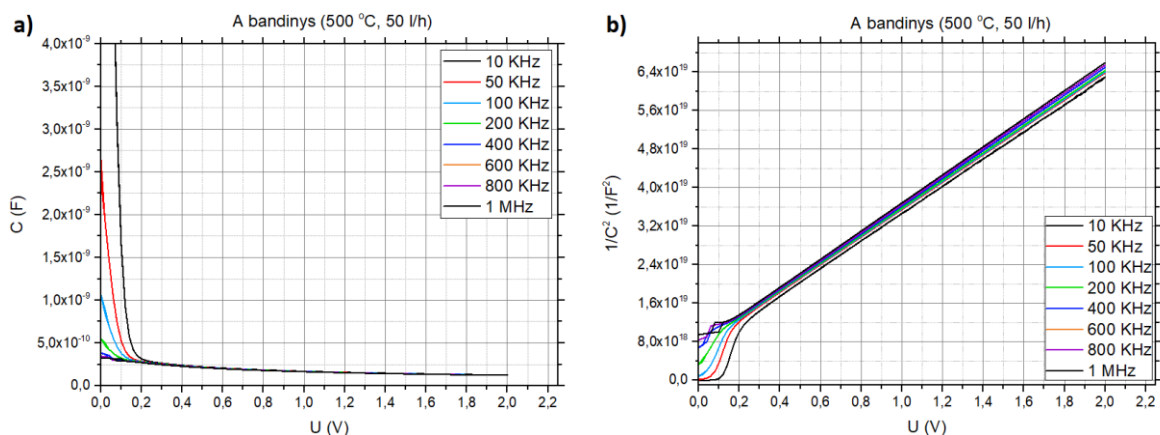 a)
A bandinys (500 °C, 50 l/h)
4,0x10⁻⁹
3,5x10⁻⁹
3,0x10⁻⁹
2,5x10⁻⁹
2,0x10⁻⁹
1,5x10⁻⁹
1,0x10⁻⁹
5,0x10⁻¹⁰
0,0
C (F)
10 KHz
50 KHz
100 KHz
200 KHz
400 KHz
600 KHz
800 KHz
1 MHz
0,0 0,2 0,4 0,6 0,8 1,0 1,2 1,4 1,6 1,8 2,0 2,2
U (V)
b)
A bandinys (500 °C, 50 l/h)
6,4x10¹⁹
5,6x10¹⁹
4,8x10¹⁹
4,0x10¹⁹
3,2x10¹⁹
2,4x10¹⁹
1,6x10¹⁹
8,0x10¹⁸
0,0
1/C² (1/F²)
10 KHz
50 KHz
100 KHz
200 KHz
400 KHz
600 KHz
800 KHz
1 MHz
0,0 0,2 0,4 0,6 0,8 1,0 1,2 1,4 1,6 1,8 2,0 2,2
U (V)